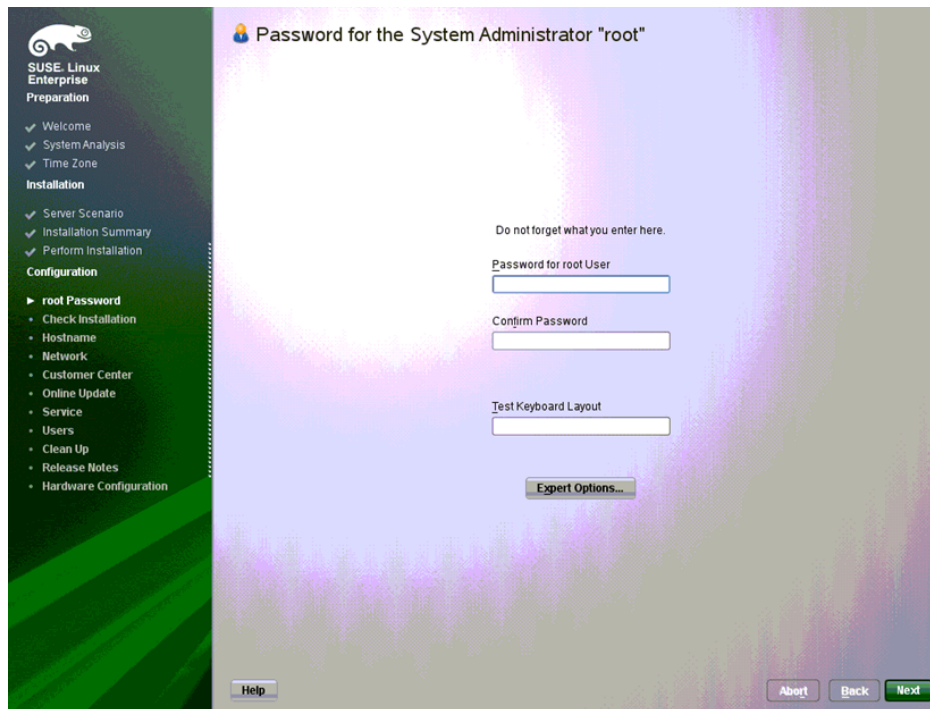 SUSE. Linux
Enterprise
Preparation
Welcome
System Analysis
Time Zone
Installation
Server Scenario
Installation Summary
Perform Installation
Configuration
root Password
Check Installation
Hostname
Network
Customer Center
Online Update
Service
Users
Clean Up
Release Notes
Hardware Configuration
Password for the System Administrator "root"
Do not forget what you enter here.
Password for root User
Confirm Password
Test Keyboard Layout
Expert Options...
Help
Abort
Back
Next